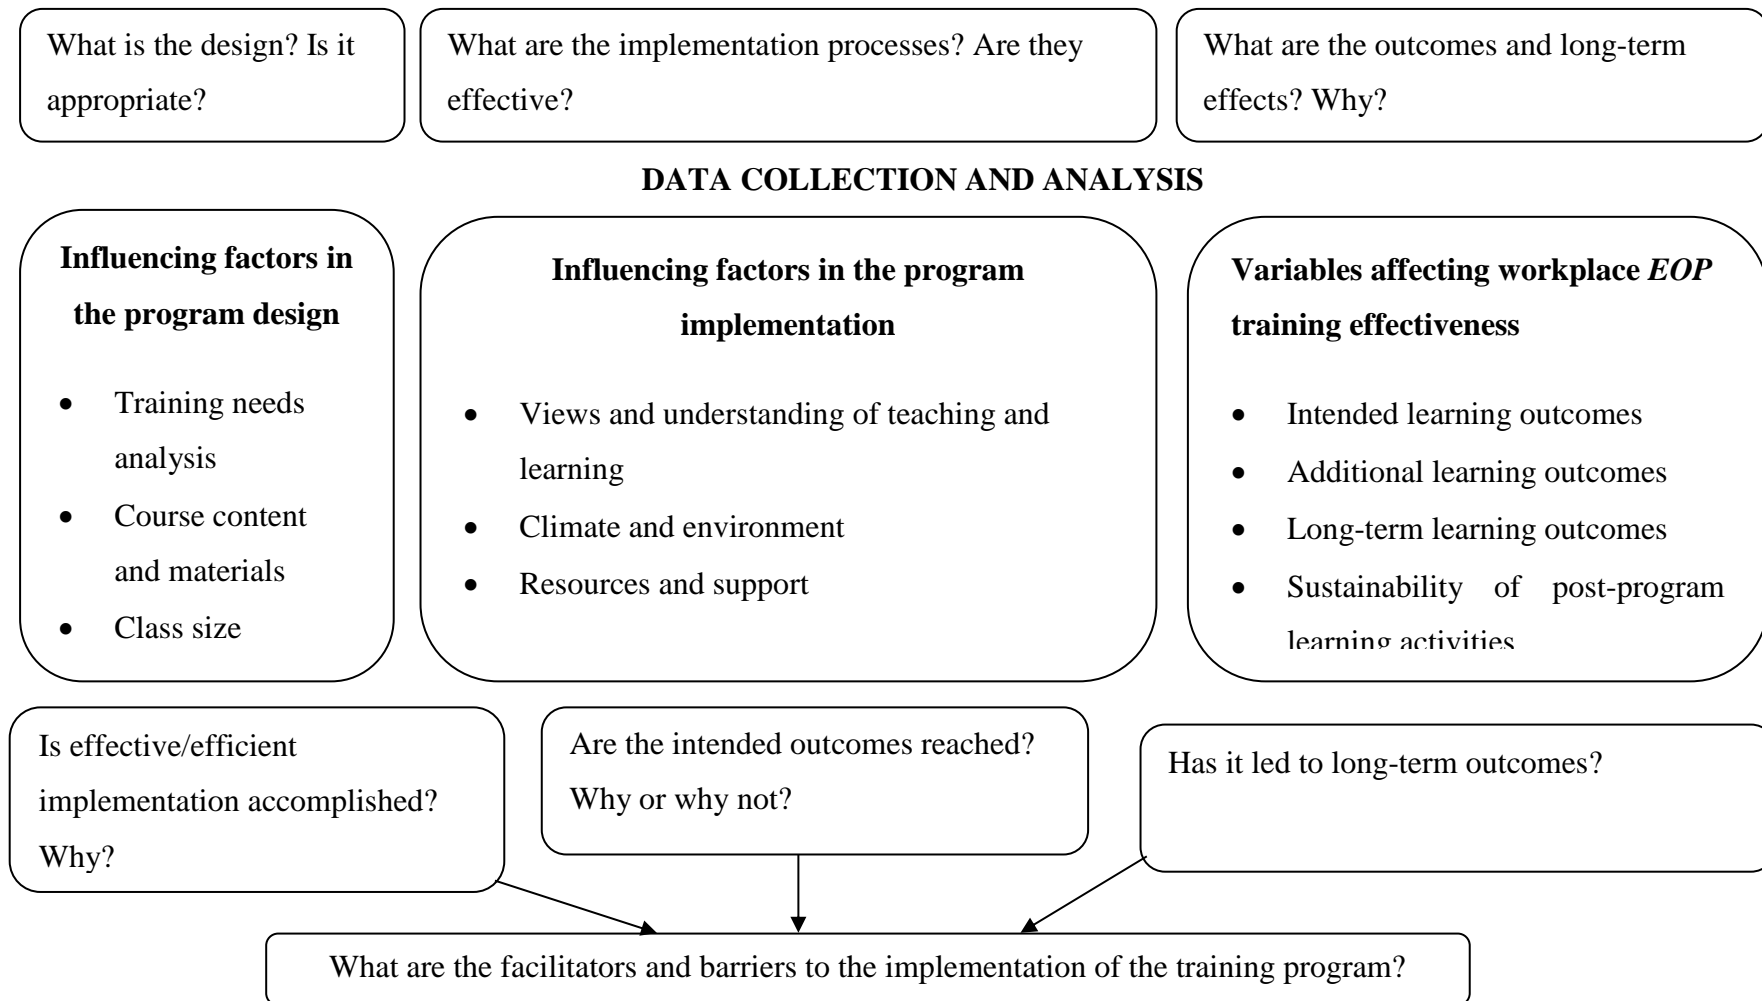 What is the design? Is it
appropriate?
What are the implementation processes? Are they
effective?
What are the outcomes and long-term
effects? Why?
DATA COLLECTION AND ANALYSIS
Influencing factors in
the program design
• Training needs
analysis
• Course content
and materials
• Class size
Influencing factors in the program
implementation
• Views and understanding of teaching and
learning
• Climate and environment
• Resources and support
Variables affecting workplace EOP
training effectiveness
• Intended learning outcomes
• Additional learning outcomes
• Long-term learning outcomes
• Sustainability of post-program
learning activities
Is effective/efficient
implementation accomplished?
Why?
Are the intended outcomes reached?
Why or why not?
Has it led to long-term outcomes?
What are the facilitators and barriers to the implementation of the training program?